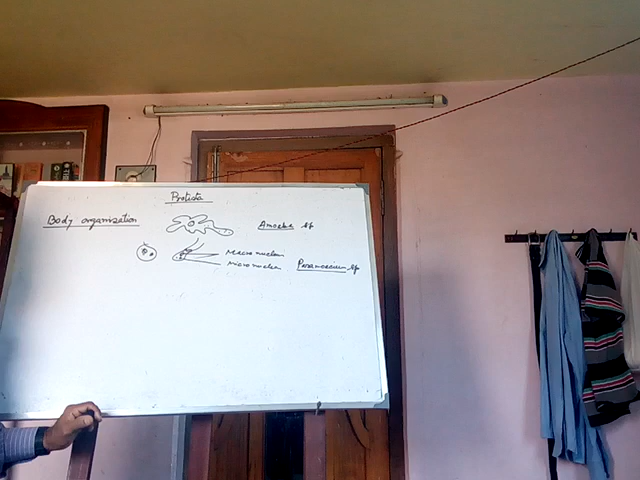 Protista
Body organization
Amoeba sp
Macro nucleus
Micro nucleus Paramoecium sp